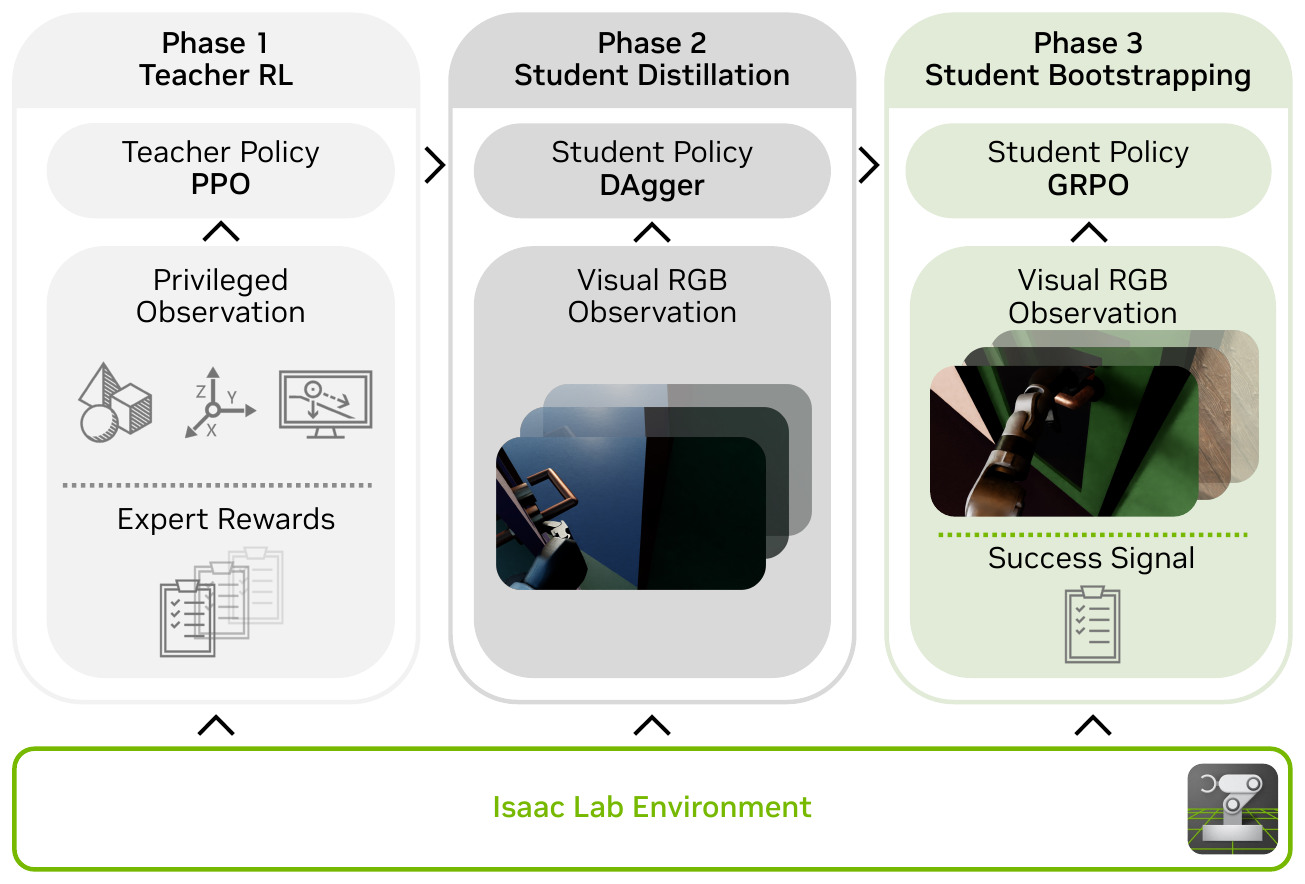 Phase 1
Teacher RL
Teacher Policy
PPO
Privileged
Observation
Z
Y
X
Expert Rewards
Phase 2
Student Distillation
Student Policy
DAgger
Visual RGB
Observation
Phase 3
Student Bootstrapping
Student Policy
GRPO
Visual RGB
Observation
Success Signal
Isaac Lab Environment